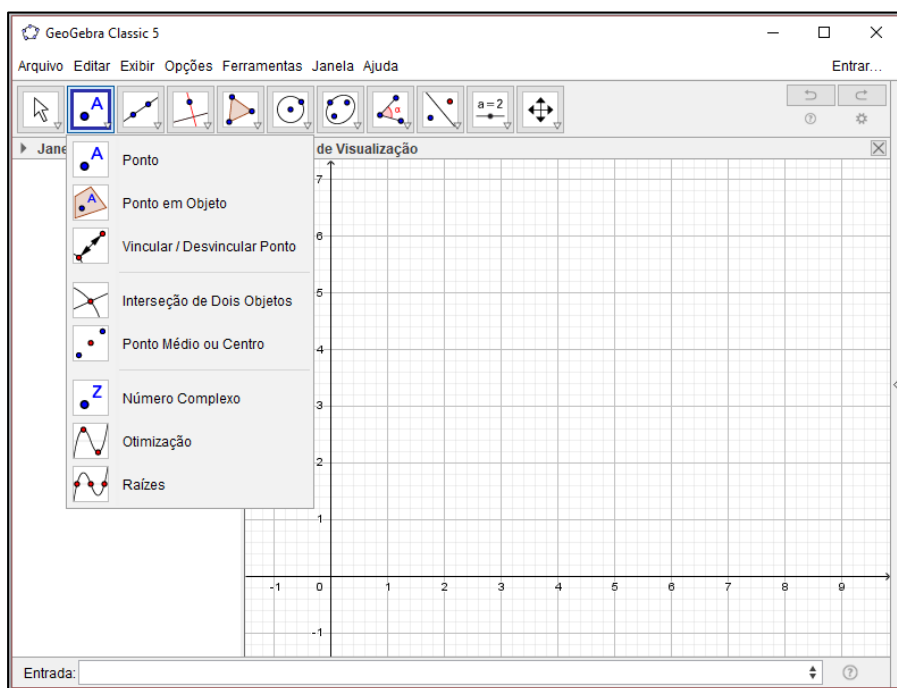 GeoGebra Classic 5
Arquivo Editar Exibir Opções Ferramentas Janela Ajuda Entrar...
A a=2 α
Jane de Visualização
A Ponto
A Ponto em Objeto
Vincular / Desvincular Ponto
Interseção de Dois Objetos
Ponto Médio ou Centro
Z Número Complexo
Otimização
Raízes
7
6
5
4
3
2
1
-1 0 1 2 3 4 5 6 7 8 9
-1
Entrada: